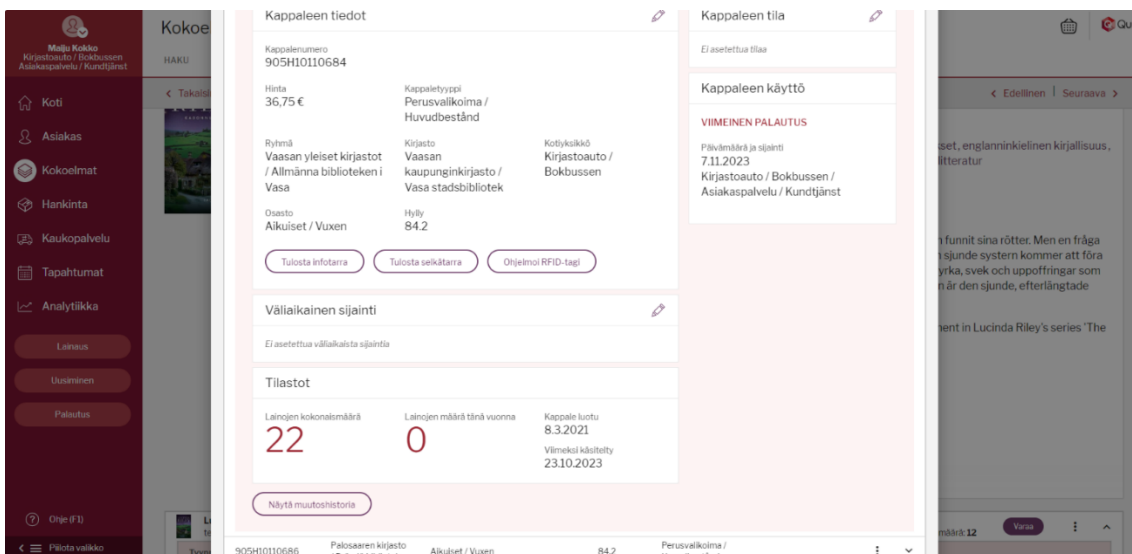 Maiju Kokko
Kirjastoauto / Bokbussen
Asiakaspalvelu / Kundtjänst
Koti
Asiakas
Kokoelmat
Hankinta
Kaukopalvelu
Tapahtumat
Analytiikka
Lainaus
Uusiminen
Palautus
Ohje (F1)
Piilota valikko
Kokoe
HAKU
Takaisi
Kappaleen tiedot
Kappalenumero
905H10110684
Hinta
36,75 €
Kappaletyyppi
Perusvalikoima /
Huvudbestånd
Ryhmä
Vaasan yleiset kirjastot
/ Allmänna biblioteken i
Vasa
Kirjasto
Vaasan
kaupunginkirjasto /
Vasa stadsbibliotek
Kotiyksikkö
Kirjastoauto /
Bokbussen
Osasto
Aikuiset / Vuxen
Hylly
84.2
Tulosta infotarra
Tulosta selkätarra
Ohjelmoi RFID-tagi
Väliaikainen sijainti
Ei asetettua väliaikaista sijaintia
Tilastot
Lainojen kokonaismäärä
22
Lainojen määrä tänä vuonna
0
Kappale luotu
8.3.2021
Viimeksi käsitelty
23.10.2023
Näytä muutoshistoria
905H10110686
Palosaaren kirjasto
Aikuiset / Vuxen
84.2
Perusvalikoima /
Kappaleen tila
Ei asetettua tilaa
Kappaleen käyttö
VIIMEINEN PALAUTUS
Päivämäärä ja sijainti
7.11.2023
Kirjastoauto / Bokbussen /
Asiakaspalvelu / Kundtjänst
Qu
Edellinen | Seuraava
set, englanninkielinen kirjallisuus,
litteratur
funnit sina rötter. Men en fråga
sjunde systern kommer att föra
yrka, svek och uppoffringar som
n är den sjunde, efterlängtade
ment in Lucinda Riley's series 'The
määrä: 12
Varaa